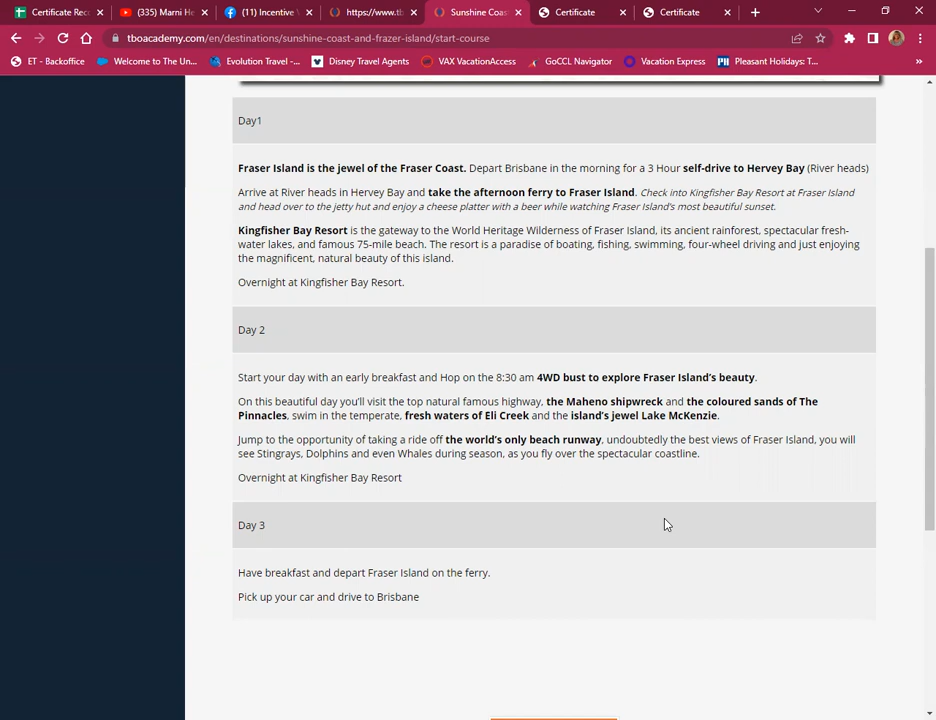 Certificate Rec
(335) Marni He
(11) Incentive V
https://www.tb
Sunshine Coas
Certificate
Certificate
tboacademy.com/en/destinations/sunshine-coast-and-frazer-island/start-course
ET - Backoffice
Welcome to The Un...
Evolution Travel -...
Disney Travel Agents
VAX VacationAccess
GoCCL Navigator
Vacation Express
Pleasant Holidays: T...
Day1
Fraser Island is the jewel of the Fraser Coast. Depart Brisbane in the morning for a 3 Hour self-drive to Hervey Bay (River heads)
Arrive at River heads in Hervey Bay and take the afternoon ferry to Fraser Island. Check into Kingfisher Bay Resort at Fraser Island
and head over to the jetty hut and enjoy a cheese platter with a beer while watching Fraser Island's most beautiful sunset.
Kingfisher Bay Resort is the gateway to the World Heritage Wilderness of Fraser Island, its ancient rainforest, spectacular fresh-
water lakes, and famous 75-mile beach. The resort is a paradise of boating, fishing, swimming, four-wheel driving and just enjoying
the magnificent, natural beauty of this island.
Overnight at Kingfisher Bay Resort.
Day 2
Start your day with an early breakfast and Hop on the 8:30 am 4WD bust to explore Fraser Island's beauty.
On this beautiful day you'll visit the top natural famous highway, the Maheno shipwreck and the coloured sands of The
Pinnacles, swim in the temperate, fresh waters of Eli Creek and the island's jewel Lake McKenzie.
Jump to the opportunity of taking a ride off the world's only beach runway, undoubtedly the best views of Fraser Island, you will
see Stingrays, Dolphins and even Whales during season, as you fly over the spectacular coastline.
Overnight at Kingfisher Bay Resort
Day 3
Have breakfast and depart Fraser Island on the ferry.
Pick up your car and drive to Brisbane